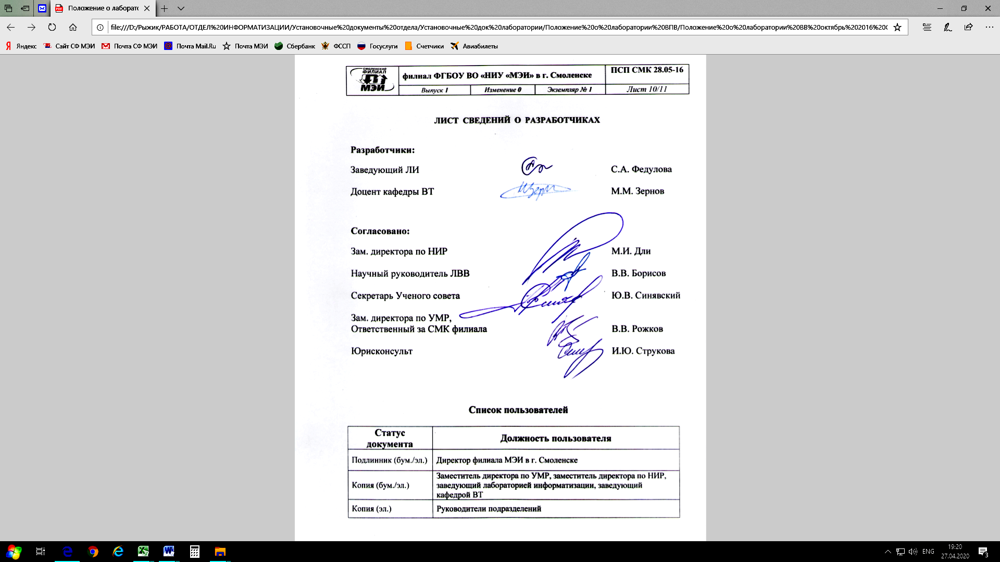 Положение о лаборатс
file:///D:/Рыжик/РАБОТА/ОТДЕЛ%20ИНФОРМАТИЗАЦИИ/Установочные%20документы%20отдела/Установочные%20док%20лаборатории/Положение%20о%20лаборатории%20ВПВ/Положение%20о%20лаборатории%20ВВ%20октябрь%202016%20С
Яндекс Сайт СФ МЭИ Почта СФ МЭИ Почта Mail.Ru Почта МЭИ Сбербанк ФССП Госуслуги Счетчики Авиабилеты
СМОЛЕНСКИЙ
ФИЛИАЛ
МЭИ
филиал ФГБОУ ВО «НИУ «МЭИ» в г. Смоленске ПСП СМК 28.05-16
Выпуск 1 Изменение 0 Экземпляр № 1 Лист 10/11
ЛИСТ СВЕДЕНИЙ О РАЗРАБОТЧИКАХ
Разработчики:
Заведующий ЛИ С.А. Федулова
Доцент кафедры ВТ М.М. Зернов
Согласовано:
Зам. директора по НИР М.И. Дли
Научный руководитель ЛВВ В.В. Борисов
Секретарь Ученого совета Ю.В. Синявский
Зам. директора по УМР,
Ответственный за СМК филиала В.В. Рожков
Юрисконсульт И.Ю. Струкова
Список пользователей
Статус
документа
Должность пользователя
Подлинник (бум./эл.) Директор филиала МЭИ в г. Смоленске
Копия (бум./эл.)
Заместитель директора по УМР, заместитель директора по НИР,
заведующий лабораторией информатизации, заведующий
кафедрой ВТ
Копия (эл.) Руководители подразделений
ENG
19:20
27.04.2020
3